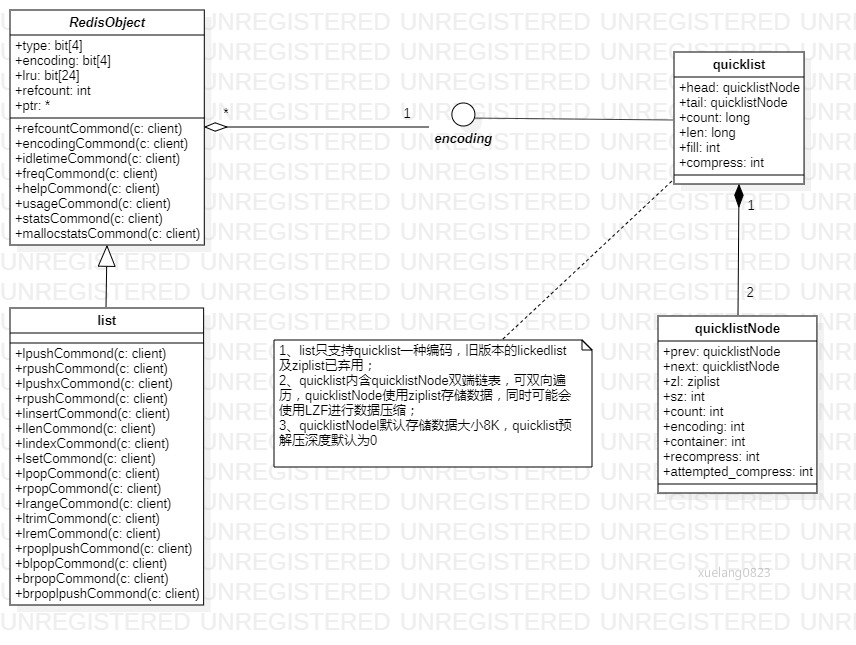 RedisObject
+type: bit[4]
+encoding: bit[4]
+lru: bit[24]
+refcount: int
+ptr: *
+refcountCommond(c: client)
+encodingCommond(c: client)
+idletimeCommond(c: client)
+freqCommond(c: client)
+helpCommond(c: client)
+usageCommond(c: client)
+statsCommond(c: client)
+mallocstatsCommond(c: client)
*
1
encoding
quicklist
+head: quicklistNode
+tail: quicklistNode
+count: long
+len: long
+fill: int
+compress: int
1
2
list
+lpushCommond(c: client)
+rpushCommond(c: client)
+lpushxCommond(c: client)
+rpushCommond(c: client)
+linsertCommond(c: client)
+llenCommond(c: client)
+lindexCommond(c: client)
+lsetCommond(c: client)
+lpopCommond(c: client)
+rpopCommond(c: client)
+lrangeCommond(c: client)
+ltrimCommond(c: client)
+lremCommond(c: client)
+rpoplpushCommond(c: client)
+blpopCommond(c: client)
+brpopCommond(c: client)
+brpoplpushCommond(c: client)
1、list只支持quicklist一种编码，旧版本的lickedlist
及ziplist已弃用；
2、quicklist内含quicklistNode双端链表，可双向遍
历，quicklistNode使用ziplist存储数据，同时可能会
使用LZF进行数据压缩；
3、quicklistNodel默认存储数据大小8K，quicklist预
解压深度默认为0
quicklistNode
+prev: quicklistNode
+next: quicklistNode
+zl: ziplist
+sz: int
+count: int
+encoding: int
+container: int
+recompress: int
+attempted_compress: int
xuelang0823
UNREGISTERED UNREGISTERED UNREGISTERED UNREGISTERED